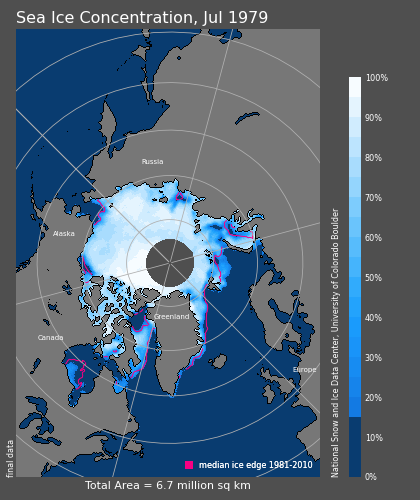 Sea Ice Concentration, Jul 1979
100%
90%
80%
70%
60%
50%
40%
30%
20%
10%
0%
Russia
Alaska
Canada
Greenland
Europe
median ice edge 1981-2010
final data
National Snow and Ice Data Center, University of Colorado Boulder
Total Area = 6.7 million sq km